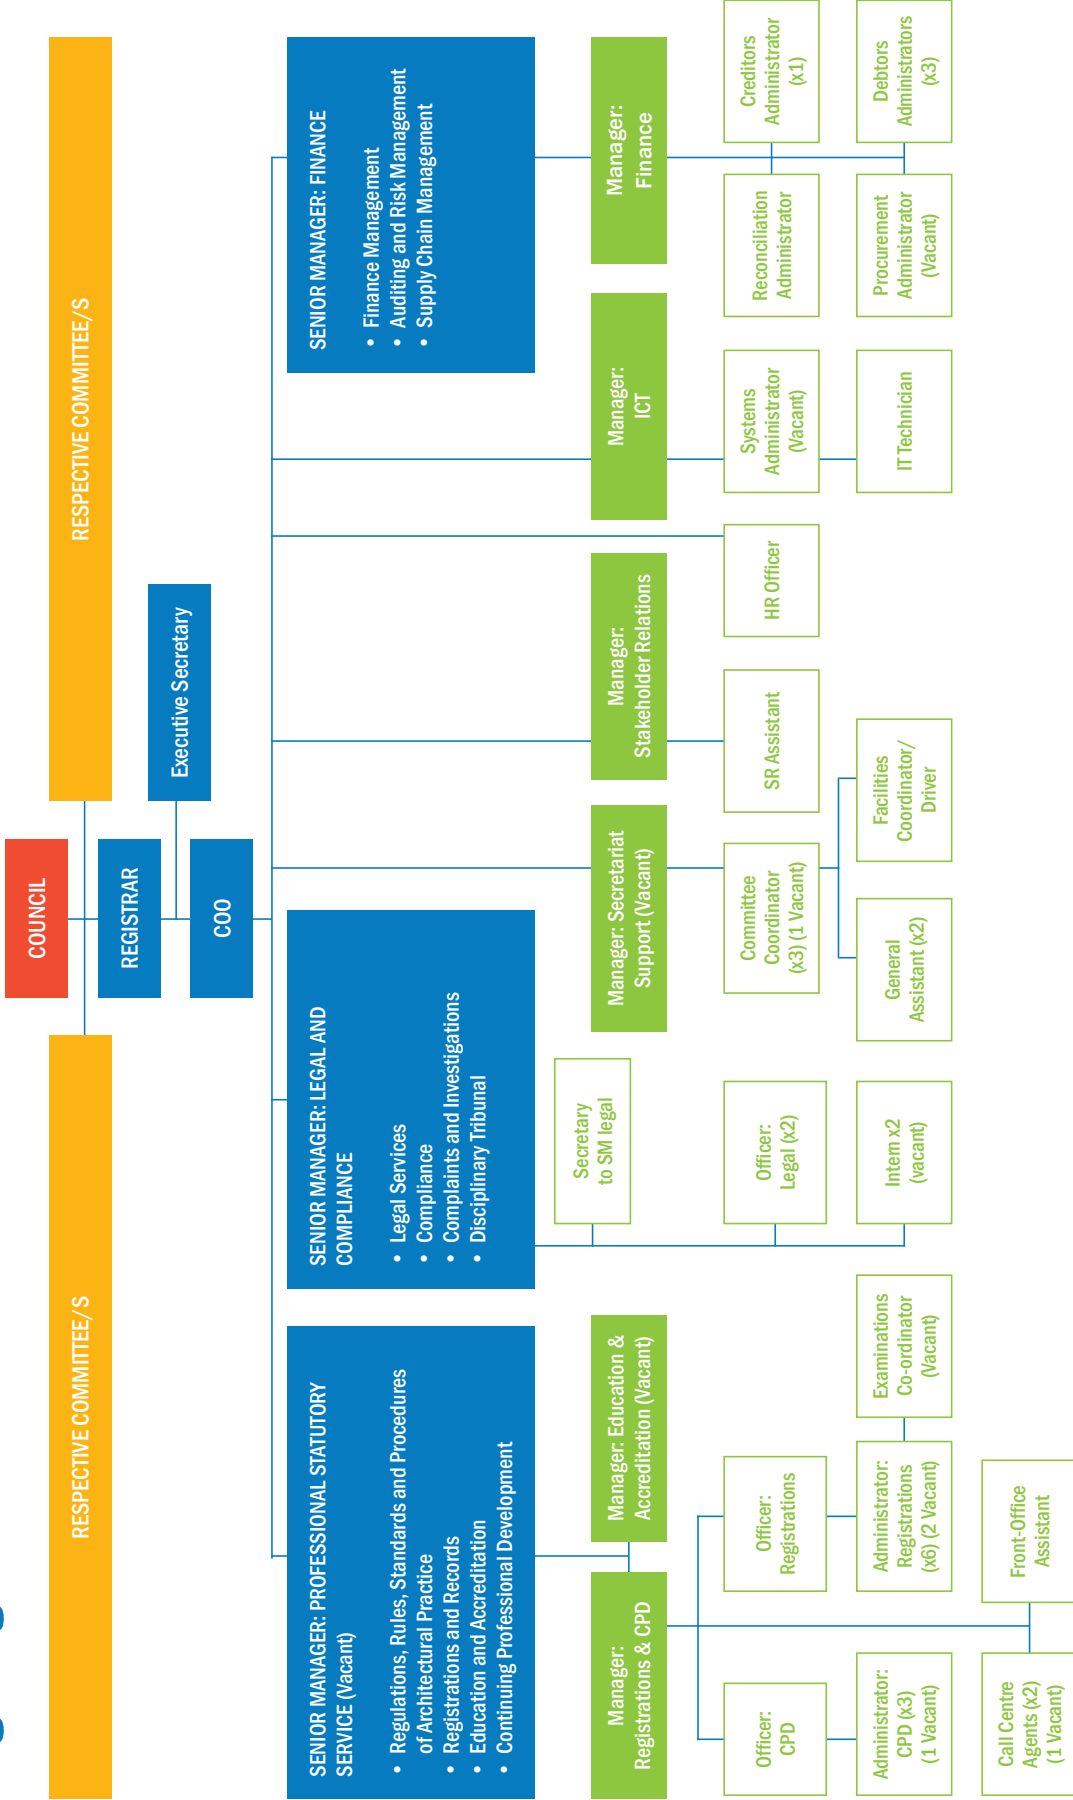 COUNCIL
RESPECTIVE COMMITTEE/S
RESPECTIVE COMMITTEE/S
REGISTRAR
Executive Secretary
COO
SENIOR MANAGER: PROFESSIONAL STATUTORY
SERVICE (Vacant)
• Regulations, Rules, Standards and Procedures
of Architectural Practice
• Registrations and Records
• Education and Accreditation
• Continuing Professional Development
SENIOR MANAGER: LEGAL AND
COMPLIANCE
• Legal Services
• Compliance
• Complaints and Investigations
• Disciplinary Tribunal
SENIOR MANAGER: FINANCE
• Finance Management
• Auditing and Risk Management
• Supply Chain Management
Secretary
to SM legal
Manager:
Registrations & CPD
Manager: Education &
Accreditation (Vacant)
Manager: Secretariat
Support (Vacant)
Manager:
Stakeholder Relations
Manager:
ICT
Manager:
Finance
Officer:
CPD
Officer:
Registrations
Officer:
Legal (x2)
Committee
Coordinator
(x3) (1 Vacant)
SR Assistant
HR Officer
Systems
Administrator
(Vacant)
Reconciliation
Administrator
Creditors
Administrator
(x1)
Administrator:
CPD (x3)
(1 Vacant)
Administrator:
Registrations
(x6) (2 Vacant)
Examinations
Co-ordinator
(Vacant)
Intern x2
(vacant)
General
Assistant (x2)
Facilities
Coordinator/
Driver
IT Technician
Procurement
Administrator
(Vacant)
Debtors
Administrators
(x3)
Call Centre
Agents (x2)
(1 Vacant)
Front-Office
Assistant